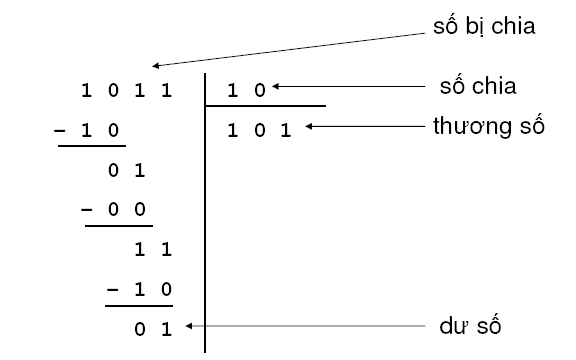 số bị chia
1 0 1 1 1 0 số chia
- 1 0 1 0 1 thương số
0 1
- 0 0
1 1
- 1 0
0 1 dư số